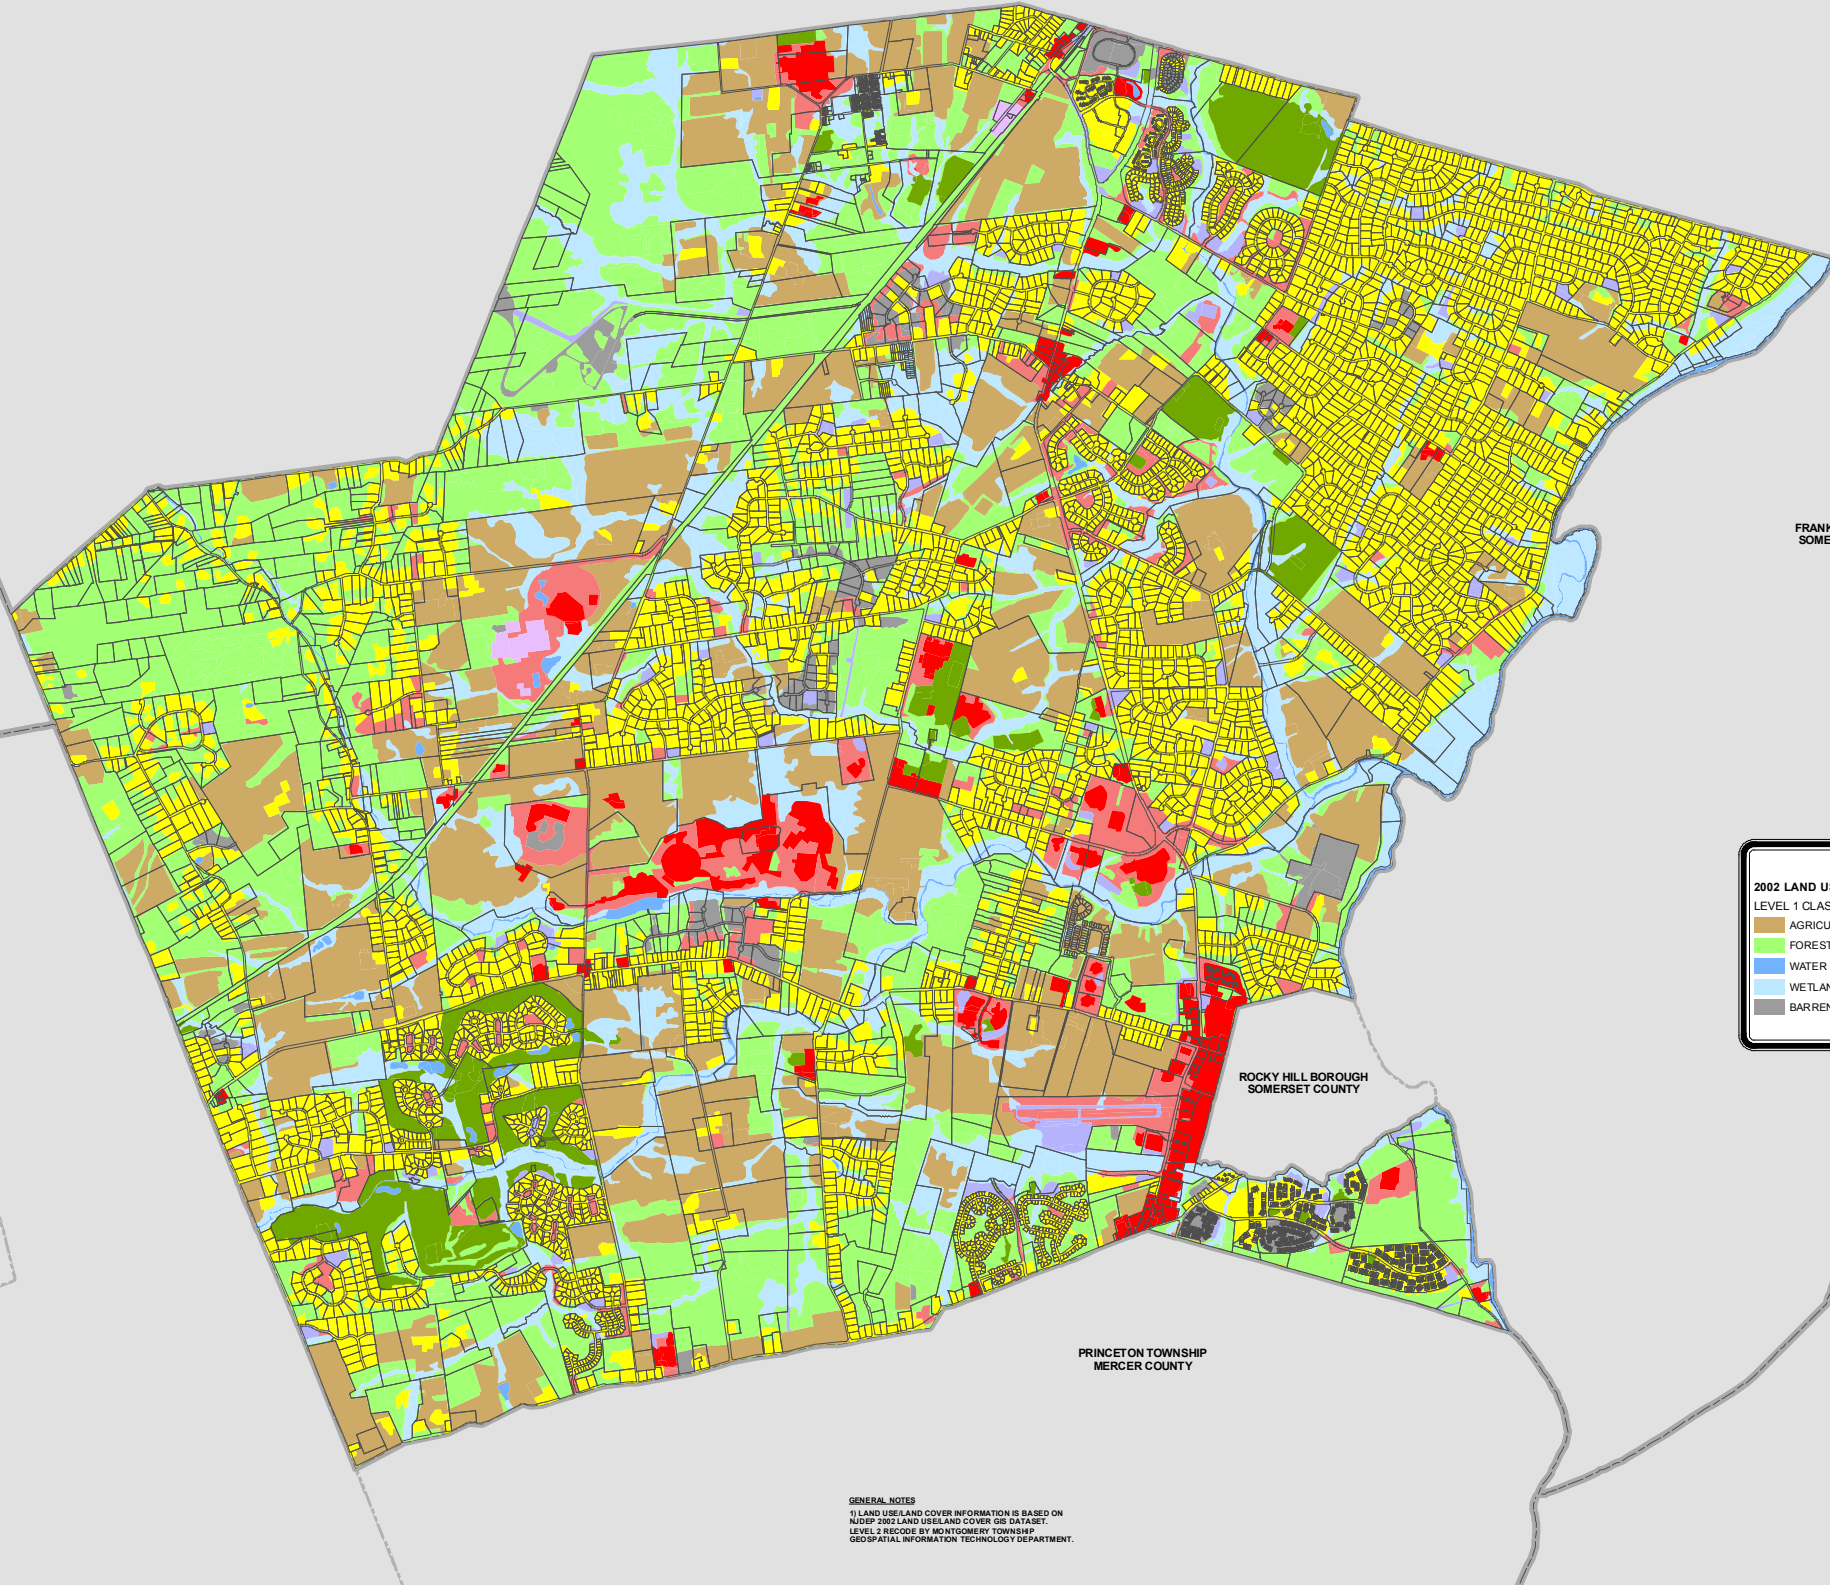 FRANK
SOME
2002 LAND U
LEVEL 1 CLAS
AGRICU
FOREST
WATER
WETLAN
BARREN
ROCKY HILL BOROUGH
SOMERSET COUNTY
PRINCETON TOWNSHIP
MERCER COUNTY
GENERAL NOTES
1) LAND USE/LAND COVER INFORMATION IS BASED ON
NJDEP 2002 LAND USE/LAND COVER GIS DATASET.
LEVEL 2 RECODE BY MONTGOMERY TOWNSHIP
GEOSPATIAL INFORMATION TECHNOLOGY DEPARTMENT.